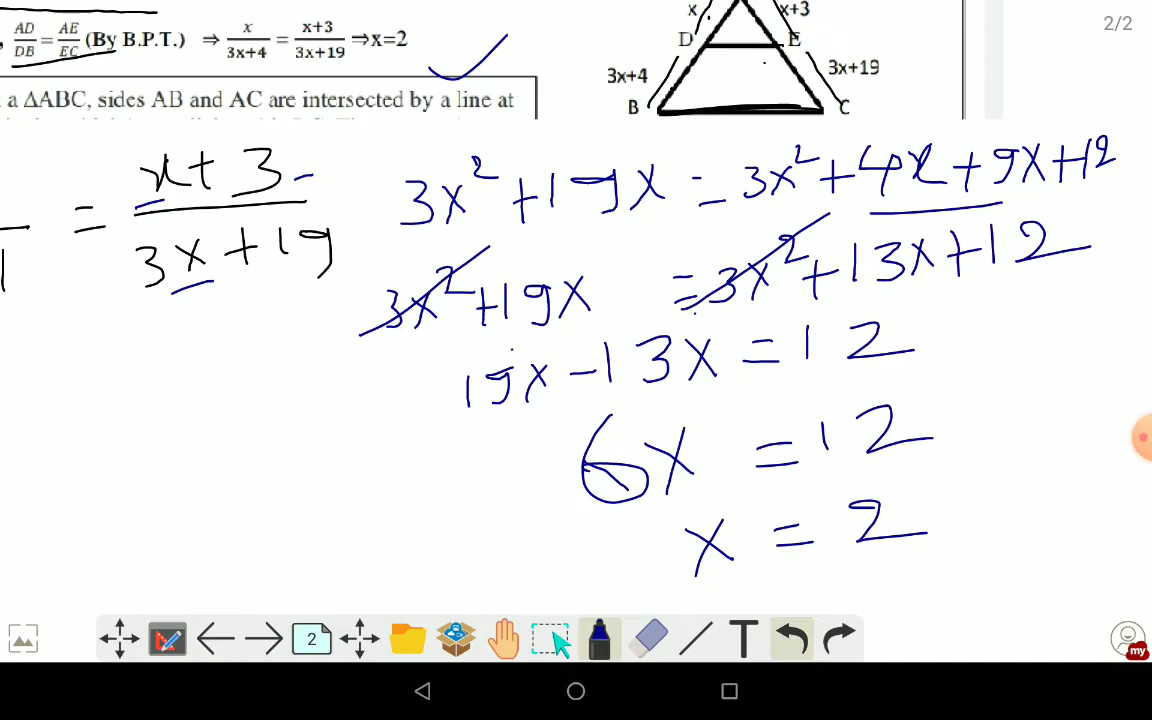 AD/DB = AE/EC (By B.P.T.) ⇒ x/3x+4 = x+3/3x+19 ⇒x=2
a ΔABC, sides AB and AC are intersected by a line at
2/2
x
x+3
D
E
3x+4
3x+19
B
C
= x+3/3x+19
3x²+19x = 3x²+4x+9x+12
3x²+19x = 3x²+13x+12
19x-13x=12
6x = 12
x = 2
2
T
my